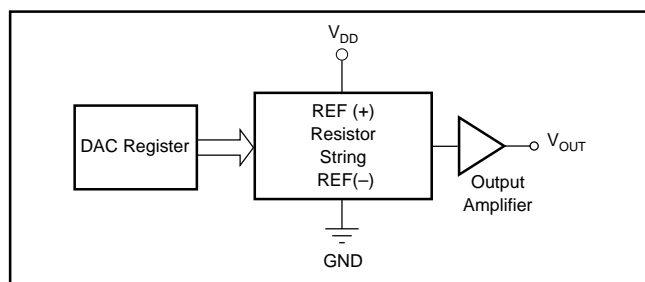 V_DD
DAC Register
REF (+)
Resistor
String
REF(–)
V_OUT
Output
Amplifier
GND